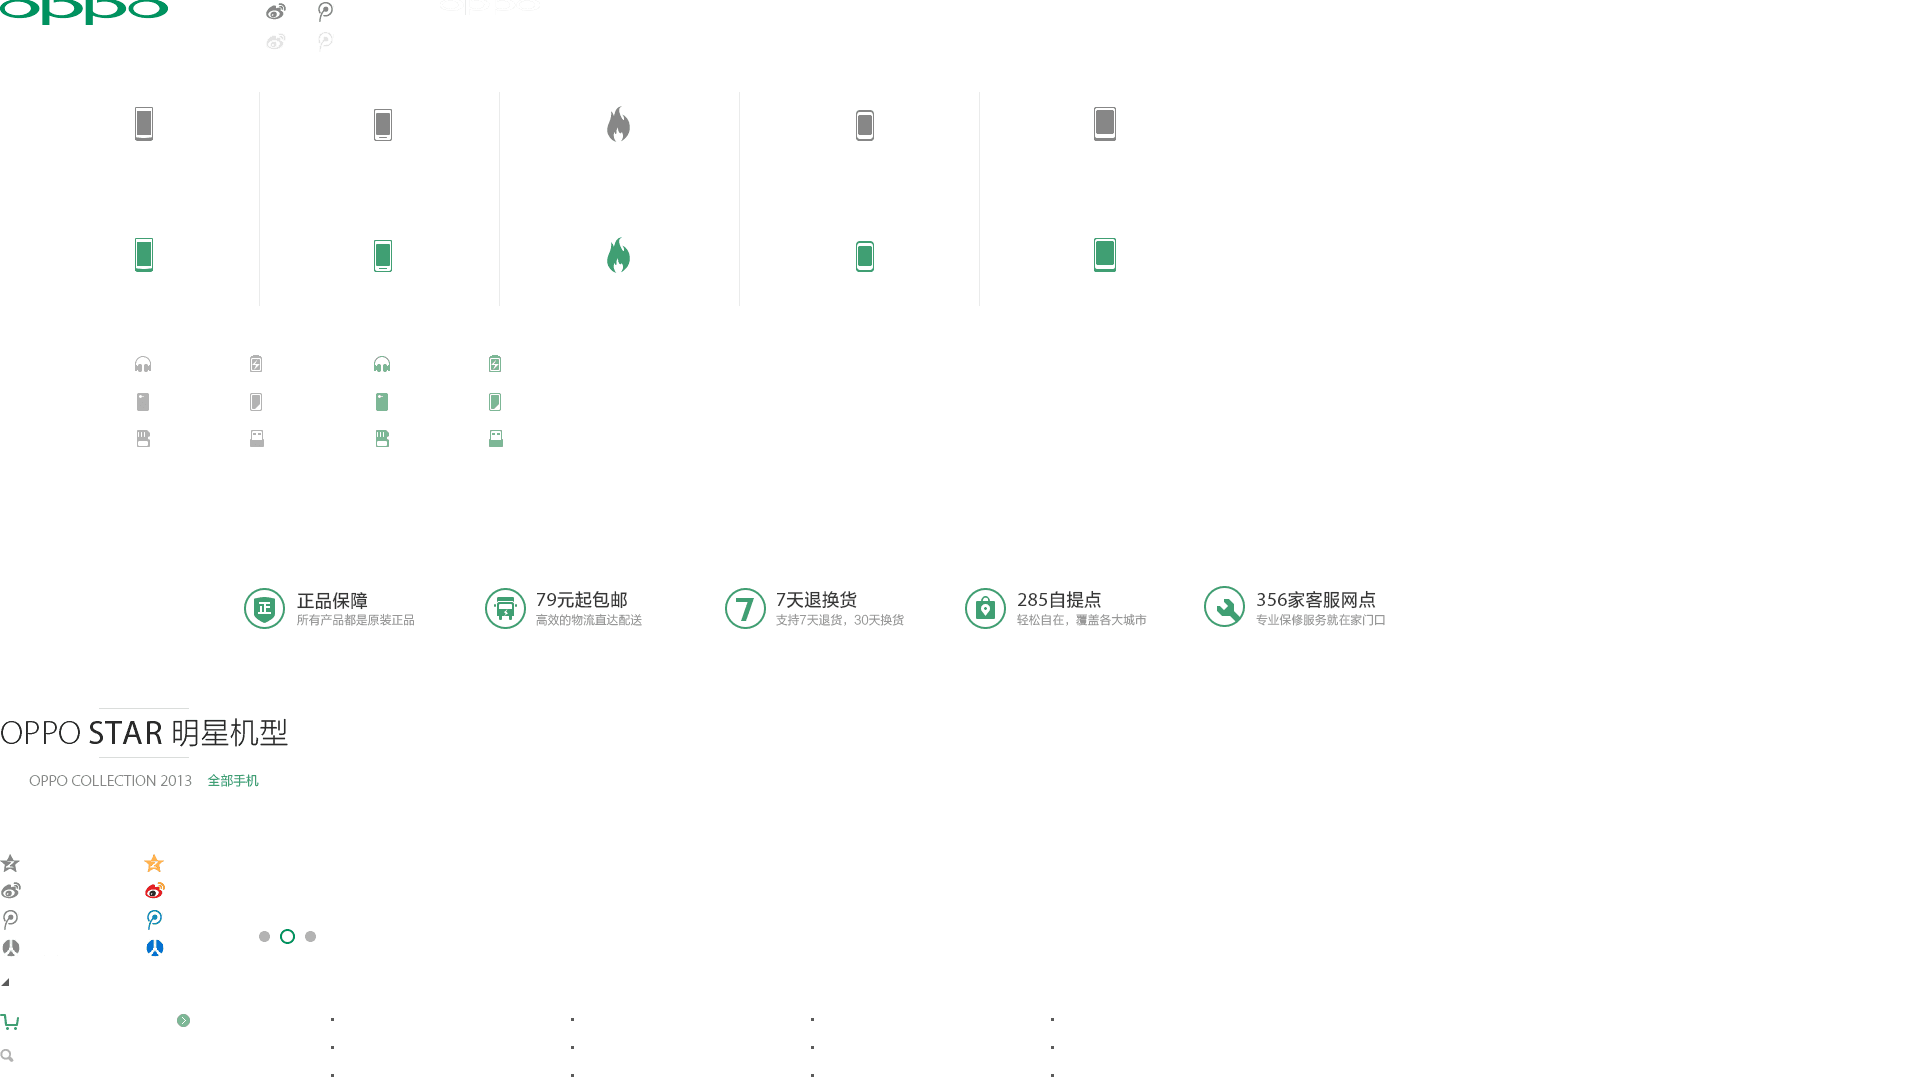 oppo
正品保障
所有产品都是原装正品
79元起包邮
高效的物流直达配送
7
7天退换货
支持7天退货，30天换货
285自提点
轻松自在，覆盖各大城市
356家客服网点
专业保修服务就在家门口
正
OPPO STAR 明星机型
OPPO COLLECTION 2013 全部手机